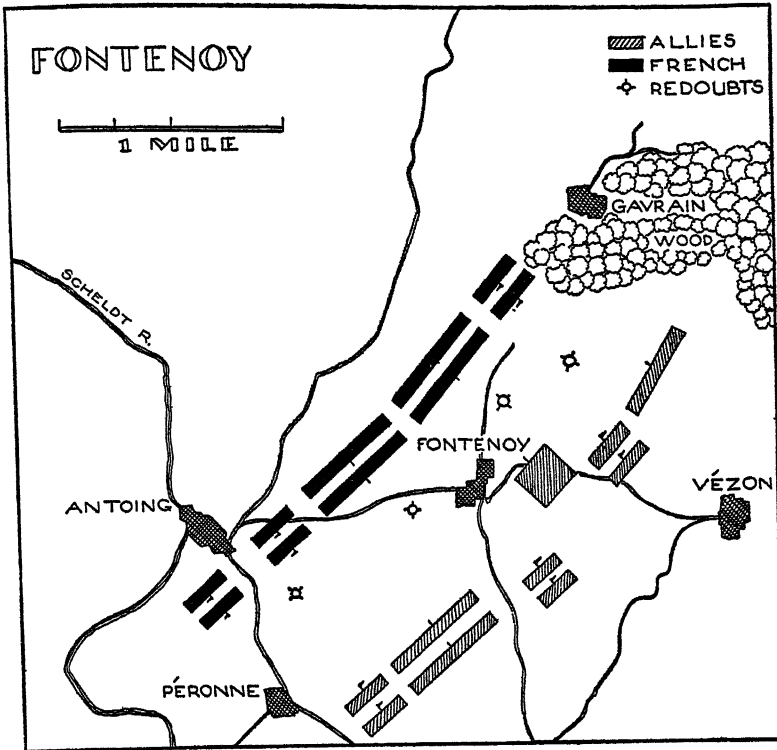 FONTENOY
1 MILE
ALLIES
FRENCH
REDOUBTS
GAVRAIN
WOOD
SCHELDT R.
FONTENOY
VÉZON
ANTOING
PÉRONNE